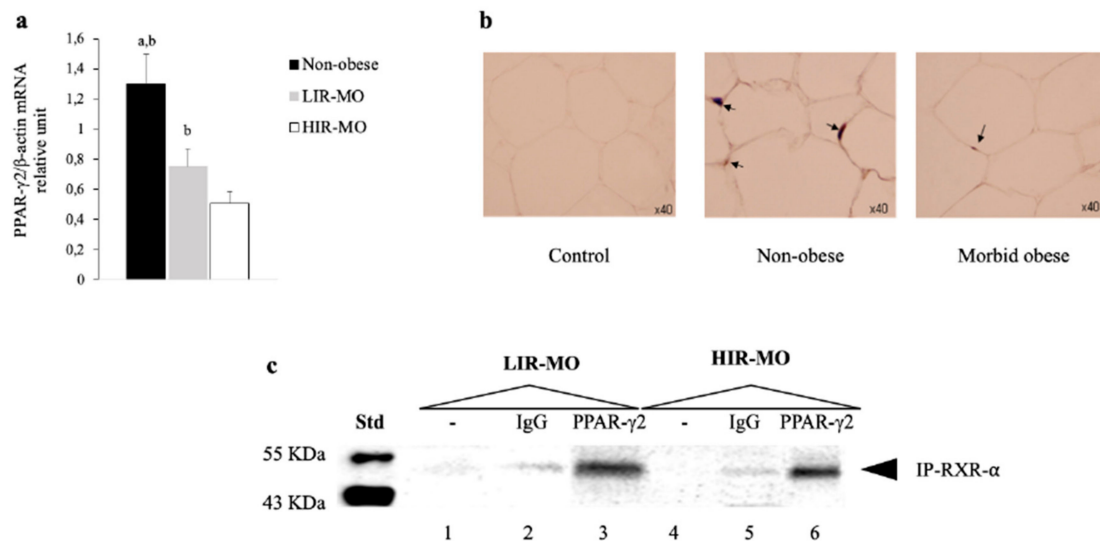 a
1,6
1,4
1,2
1
0,8
0,6
0,4
0,2
0
PPAR-γ2/β-actin mRNA
relative unit
a,b
b
Non-obese
LIR-MO
HIR-MO
b
x40
x40
x40
Control
Non-obese
Morbid obese
c
LIR-MO
HIR-MO
Std
-
IgG
PPAR-γ2
-
IgG
PPAR-γ2
55 KDa
43 KDa
IP-RXR-α
1
2
3
4
5
6